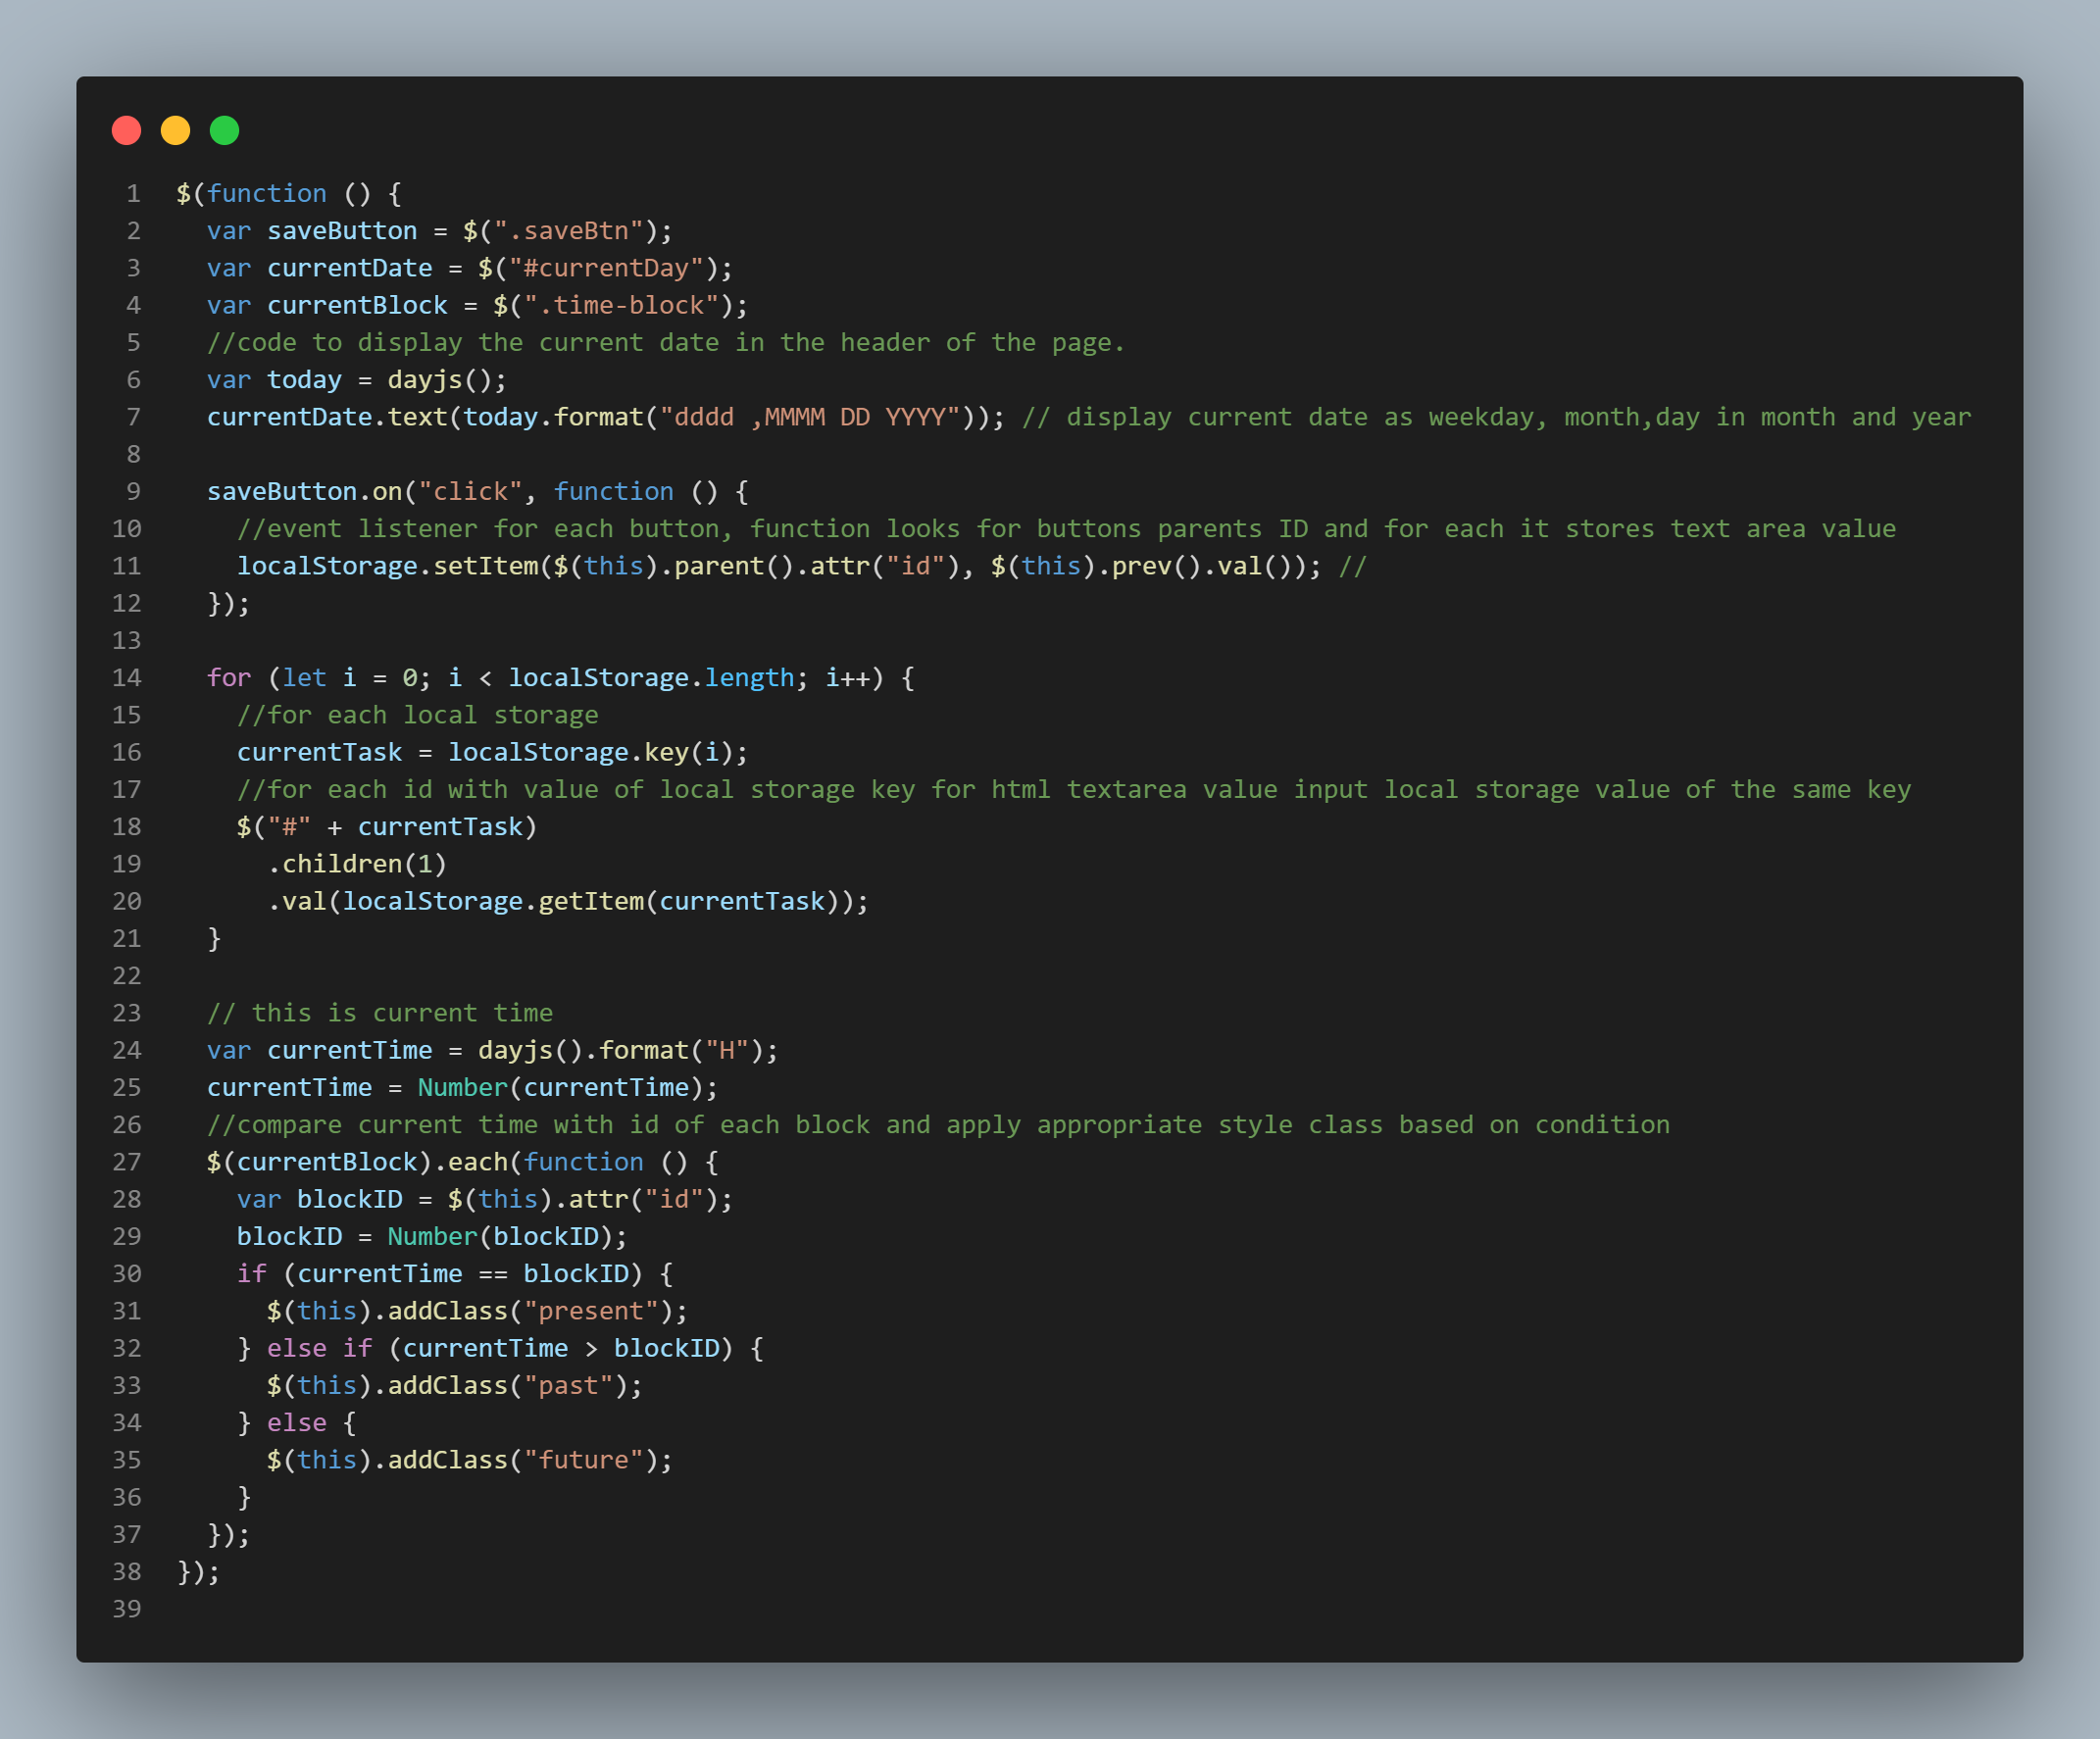 1 $(function () {
2   var saveButton = $(".saveBtn");
3   var currentDate = $("#currentDay");
4   var currentBlock = $(".time-block");
5   //code to display the current date in the header of the page.
6   var today = dayjs();
7   currentDate.text(today.format("dddd ,MMMM DD YYYY")); // display current date as weekday, month,day in month and year
8
9   saveButton.on("click", function () {
10     //event listener for each button, function looks for buttons parents ID and for each it stores text area value
11     localStorage.setItem($(this).parent().attr("id"), $(this).prev().val()); //
12   });
13
14   for (let i = 0; i < localStorage.length; i++) {
15     //for each local storage
16     currentTask = localStorage.key(i);
17     //for each id with value of local storage key for html textarea value input local storage value of the same key
18     $("#" + currentTask)
19       .children(1)
20       .val(localStorage.getItem(currentTask));
21   }
22
23   // this is current time
24   var currentTime = dayjs().format("H");
25   currentTime = Number(currentTime);
26   //compare current time with id of each block and apply appropriate style class based on condition
27   $(currentBlock).each(function () {
28     var blockID = $(this).attr("id");
29     blockID = Number(blockID);
30     if (currentTime == blockID) {
31       $(this).addClass("present");
32     } else if (currentTime > blockID) {
33       $(this).addClass("past");
34     } else {
35       $(this).addClass("future");
36     }
37   });
38 });
39